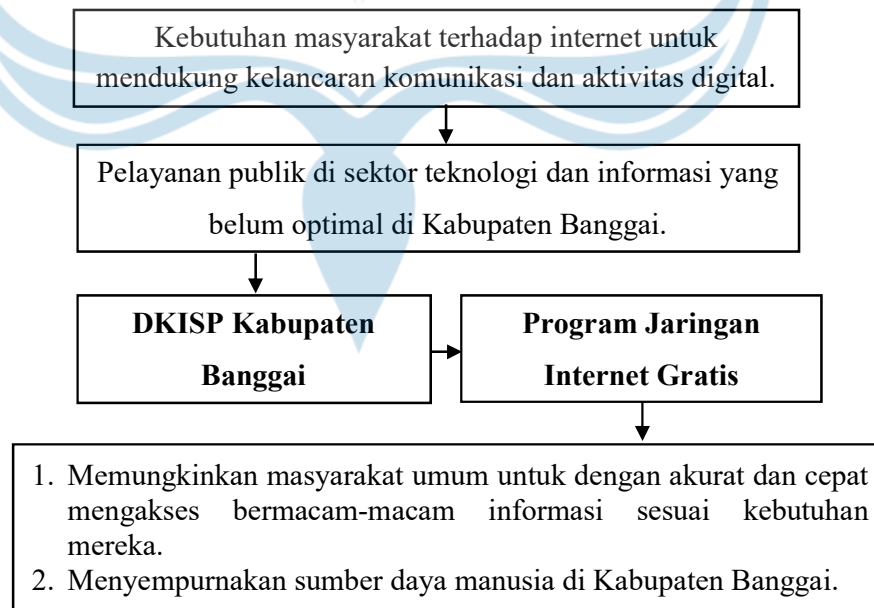 Kebutuhan masyarakat terhadap internet untuk
mendukung kelancaran komunikasi dan aktivitas digital.
Pelayanan publik di sektor teknologi dan informasi yang
belum optimal di Kabupaten Banggai.
DKISP Kabupaten
Banggai
Program Jaringan
Internet Gratis
1. Memungkinkan masyarakat umum untuk dengan akurat dan cepat
mengakses bermacam-macam informasi sesuai kebutuhan
mereka.
2. Menyempurnakan sumber daya manusia di Kabupaten Banggai.